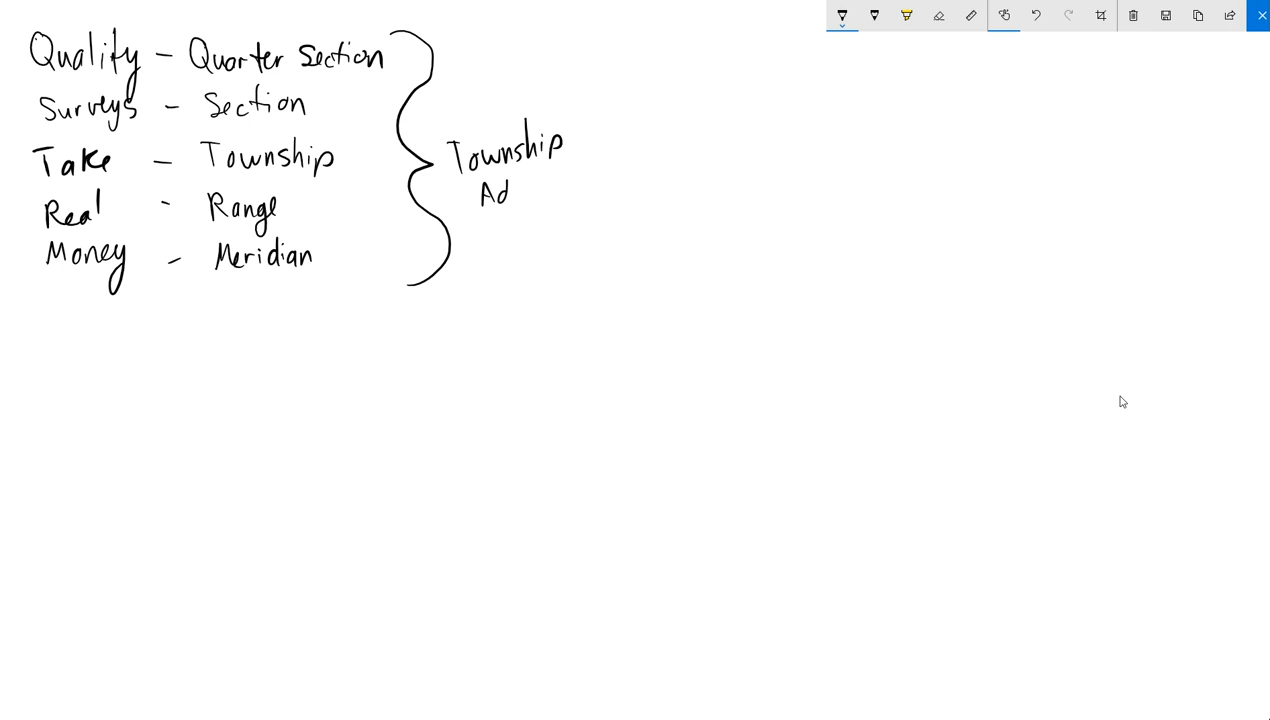 Quality - Quarter Section
Surveys - Section
Take - Township
Real - Range
Money - Meridian
Township
Ad